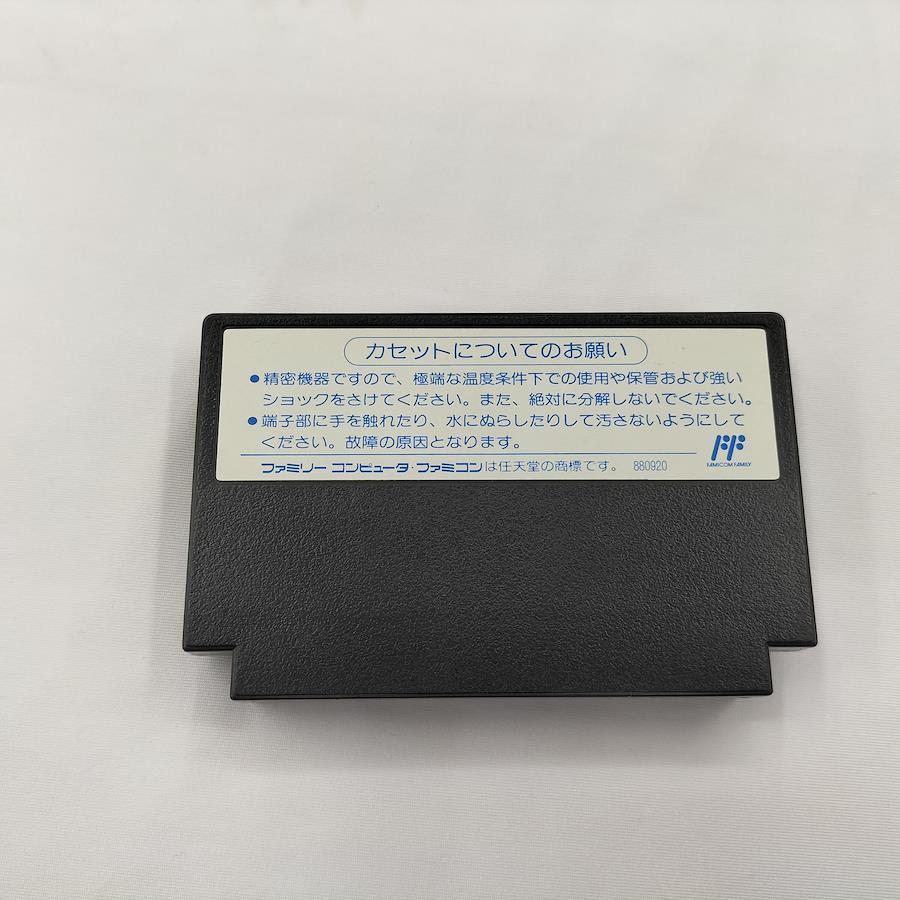 カセットについてのお願い
●精密機器ですので、極端な温度条件下での使用や保管および強い
ショックをさけてください。また、絶対に分解しないでください。
●端子部に手を触れたり、水にぬらしたりして汚さないようにして
ください。故障の原因となります。
FAMICOM FAMILY
ファミリー コンピュータ・ファミコンは任天堂の商標です。 880920